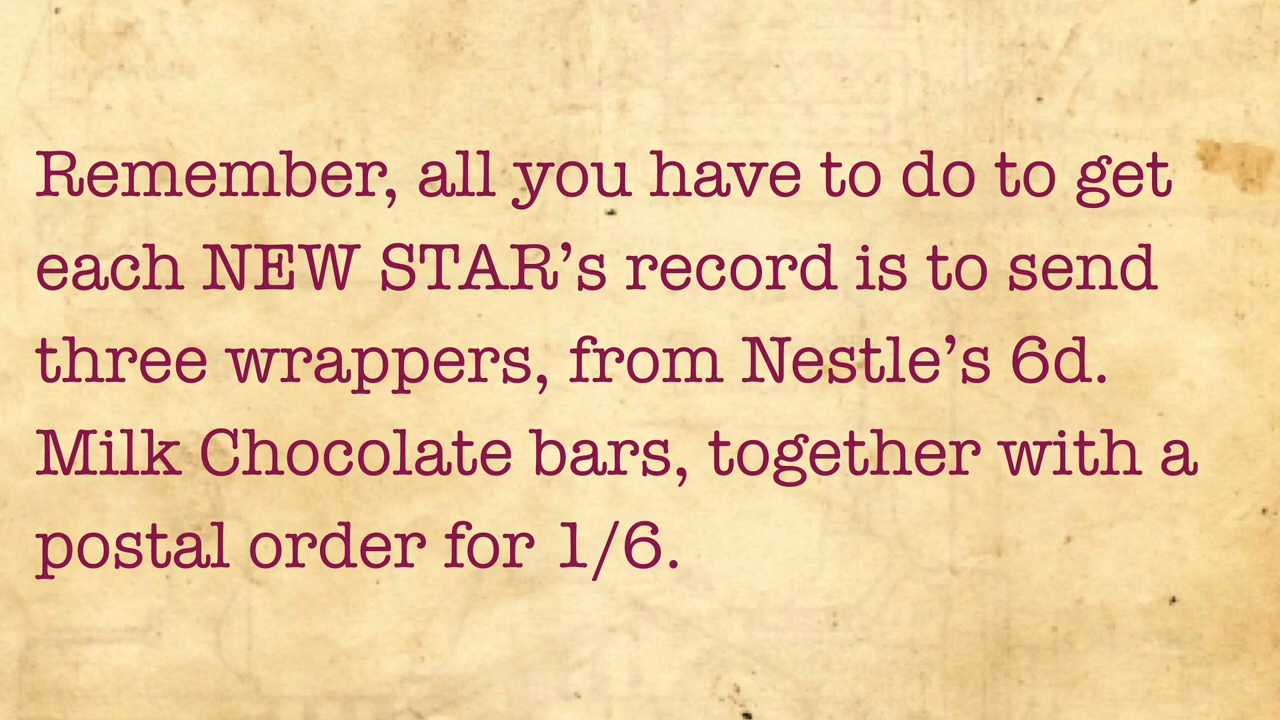 Remember, all you have to do to get
each NEW STAR’s record is to send
three wrappers, from Nestle’s 6d.
Milk Chocolate bars, together with a
postal order for 1/6.